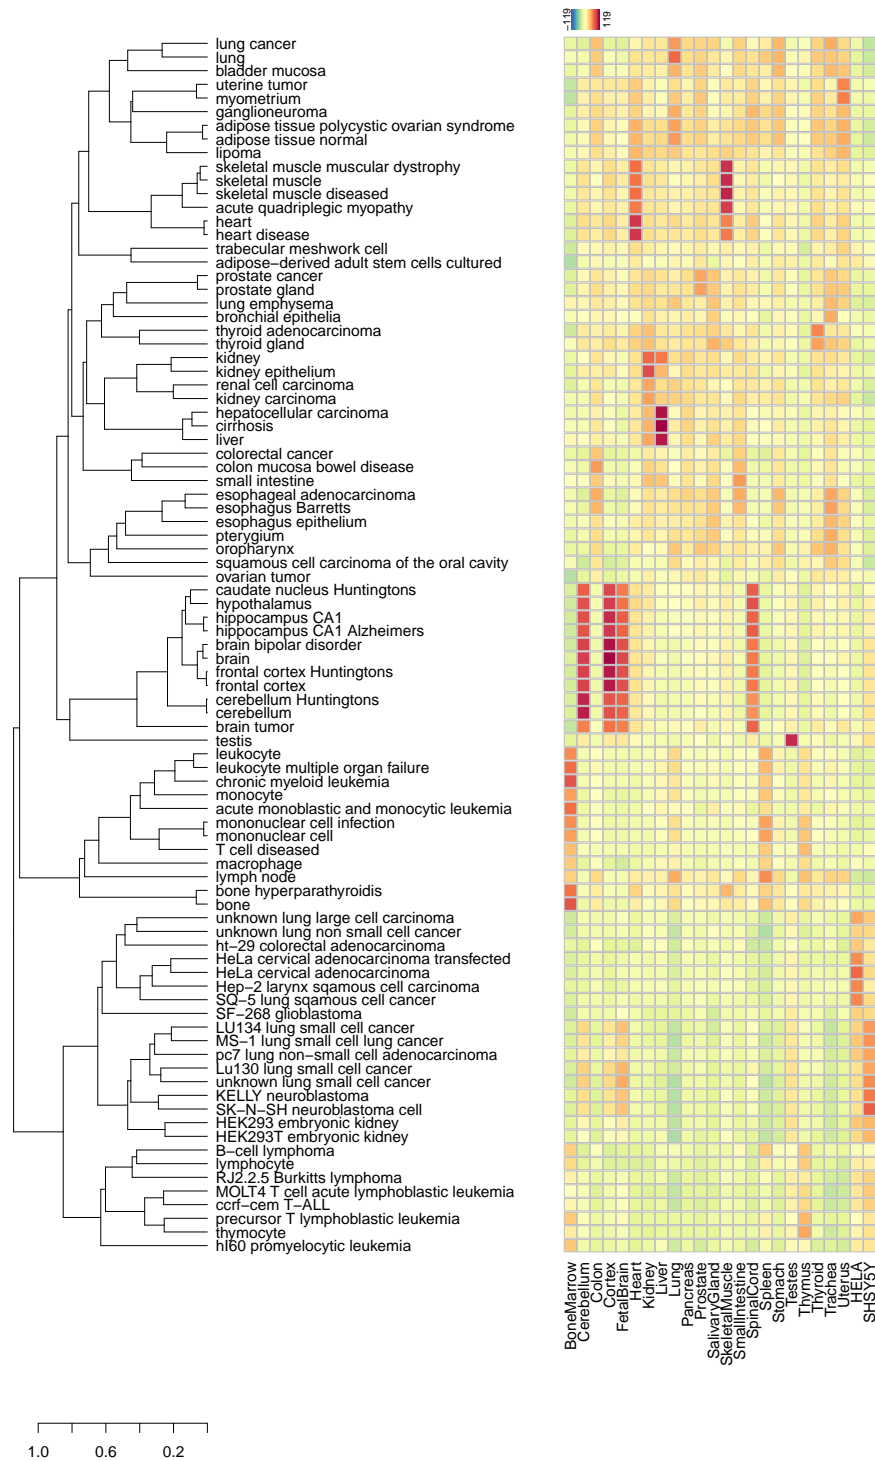 −119
119
lung cancer
lung
bladder mucosa
uterine tumor
myometrium
ganglioneuroma
adipose tissue polycystic ovarian syndrome
adipose tissue normal
lipoma
skeletal muscle muscular dystrophy
skeletal muscle
skeletal muscle diseased
acute quadriplegic myopathy
heart
heart disease
trabecular meshwork cell
adipose−derived adult stem cells cultured
prostate cancer
prostate gland
lung emphysema
bronchial epithelia
thyroid adenocarcinoma
thyroid gland
kidney
kidney epithelium
renal cell carcinoma
kidney carcinoma
hepatocellular carcinoma
cirrhosis
liver
colorectal cancer
colon mucosa bowel disease
small intestine
esophageal adenocarcinoma
esophagus Barretts
esophagus epithelium
pterygium
oropharynx
squamous cell carcinoma of the oral cavity
ovarian tumor
caudate nucleus Huntingtons
hypothalamus
hippocampus CA1
hippocampus CA1 Alzheimers
brain bipolar disorder
brain
frontal cortex Huntingtons
frontal cortex
cerebellum Huntingtons
cerebellum
brain tumor
testis
leukocyte
leukocyte multiple organ failure
chronic myeloid leukemia
monocyte
acute monoblastic and monocytic leukemia
mononuclear cell infection
mononuclear cell
T cell diseased
macrophage
lymph node
bone hyperparathyroidis
bone
unknown lung large cell carcinoma
unknown lung non small cell cancer
ht−29 colorectal adenocarcinoma
HeLa cervical adenocarcinoma transfected
HeLa cervical adenocarcinoma
Hep−2 larynx sqamous cell carcinoma
SQ−5 lung sqamous cell cancer
SF−268 glioblastoma
LU134 lung small cell cancer
MS−1 lung small cell lung cancer
pc7 lung non−small cell adenocarcinoma
Lu130 lung small cell cancer
unknown lung small cell cancer
KELLY neuroblastoma
SK−N−SH neuroblastoma cell
HEK293 embryonic kidney
HEK293T embryonic kidney
B−cell lymphoma
lymphocyte
RJ2.2.5 Burkitts lymphoma
MOLT4 T cell acute lymphoblastic leukemia
ccrf−cem T−ALL
precursor T lymphoblastic leukemia
thymocyte
hl60 promyelocytic leukemia
BoneMarrow
Cerebellum
Colon
Cortex
FetalBrain
Heart
Kidney
Liver
Lung
Pancreas
Prostate
SalivaryGland
SkeletalMuscle
SmallIntestine
SpinalCord
Spleen
Stomach
Testes
Thymus
Thyroid
Trachea
Uterus
HELA
SHSY5Y
1.0 0.6 0.2